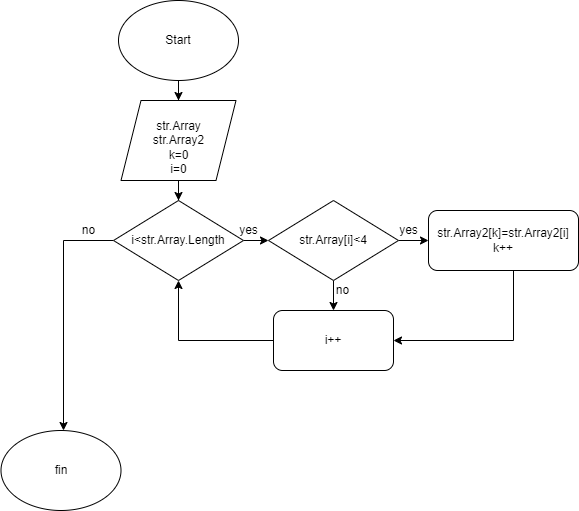 Start
str.Array
str.Array2
k=0
i=0
no
i<str.Array.Length
yes
str.Array[i]<4
yes
str.Array2[k]=str.Array2[i]
k++
no
i++
fin